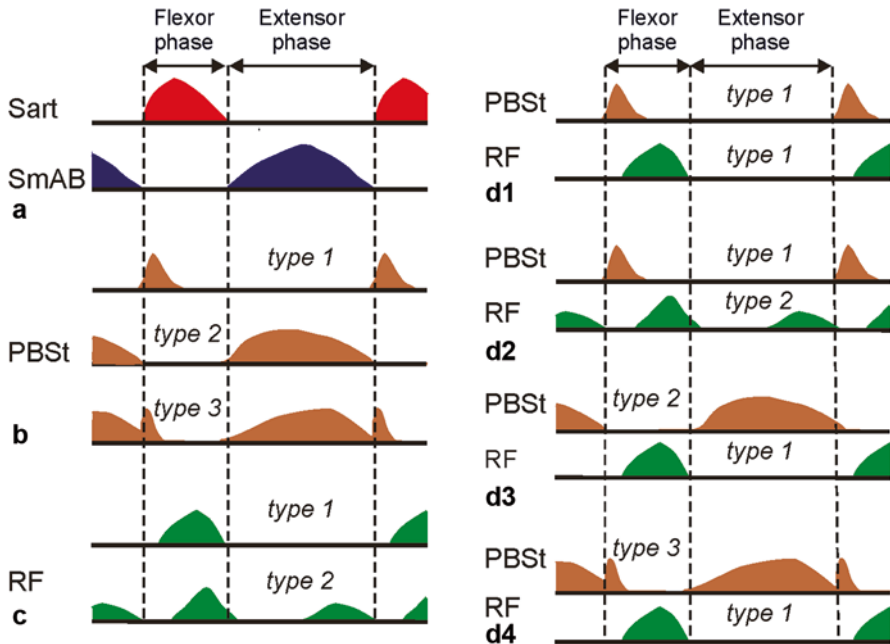 Flexor
phase
Extensor
phase
Sart
SmAB
a
type 1
PBSt
type 2
type 3
b
type 1
RF
type 2
c
Flexor
phase
Extensor
phase
PBSt
type 1
RF
type 1
d1
PBSt
type 1
RF
type 2
d2
PBSt
type 2
RF
type 1
d3
PBSt
type 3
RF
type 1
d4